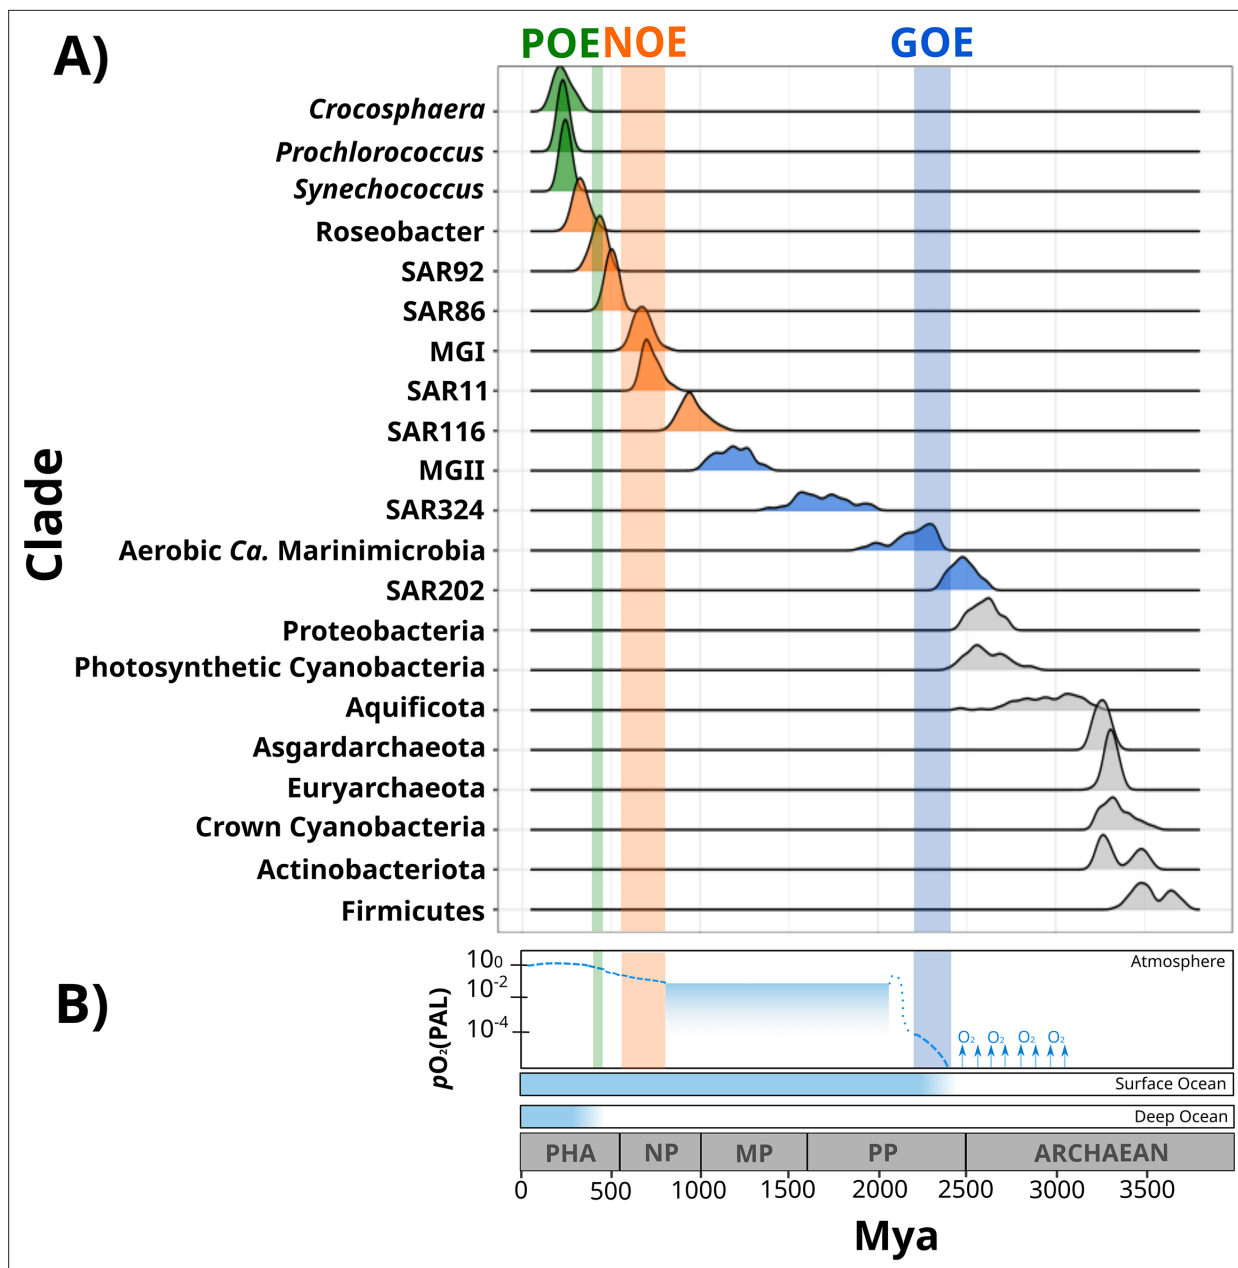 A)
POE NOE GOE
Clade
Crocosphaera
Prochlorococcus
Synechococcus
Roseobacter
SAR92
SAR86
MGI
SAR11
SAR116
MGII
SAR324
Aerobic Ca. Marinimicrobia
SAR202
Proteobacteria
Photosynthetic Cyanobacteria
Aquificota
Asgardarchaeota
Euryarchaeota
Crown Cyanobacteria
Actinobacteriota
Firmicutes
B)
pO₂(PAL)
10⁰
10⁻²
10⁻⁴
Atmosphere
O₂ O₂ O₂ O₂
Surface Ocean
Deep Ocean
PHA NP MP PP ARCHAEAN
0 500 1000 1500 2000 2500 3000 3500
Mya